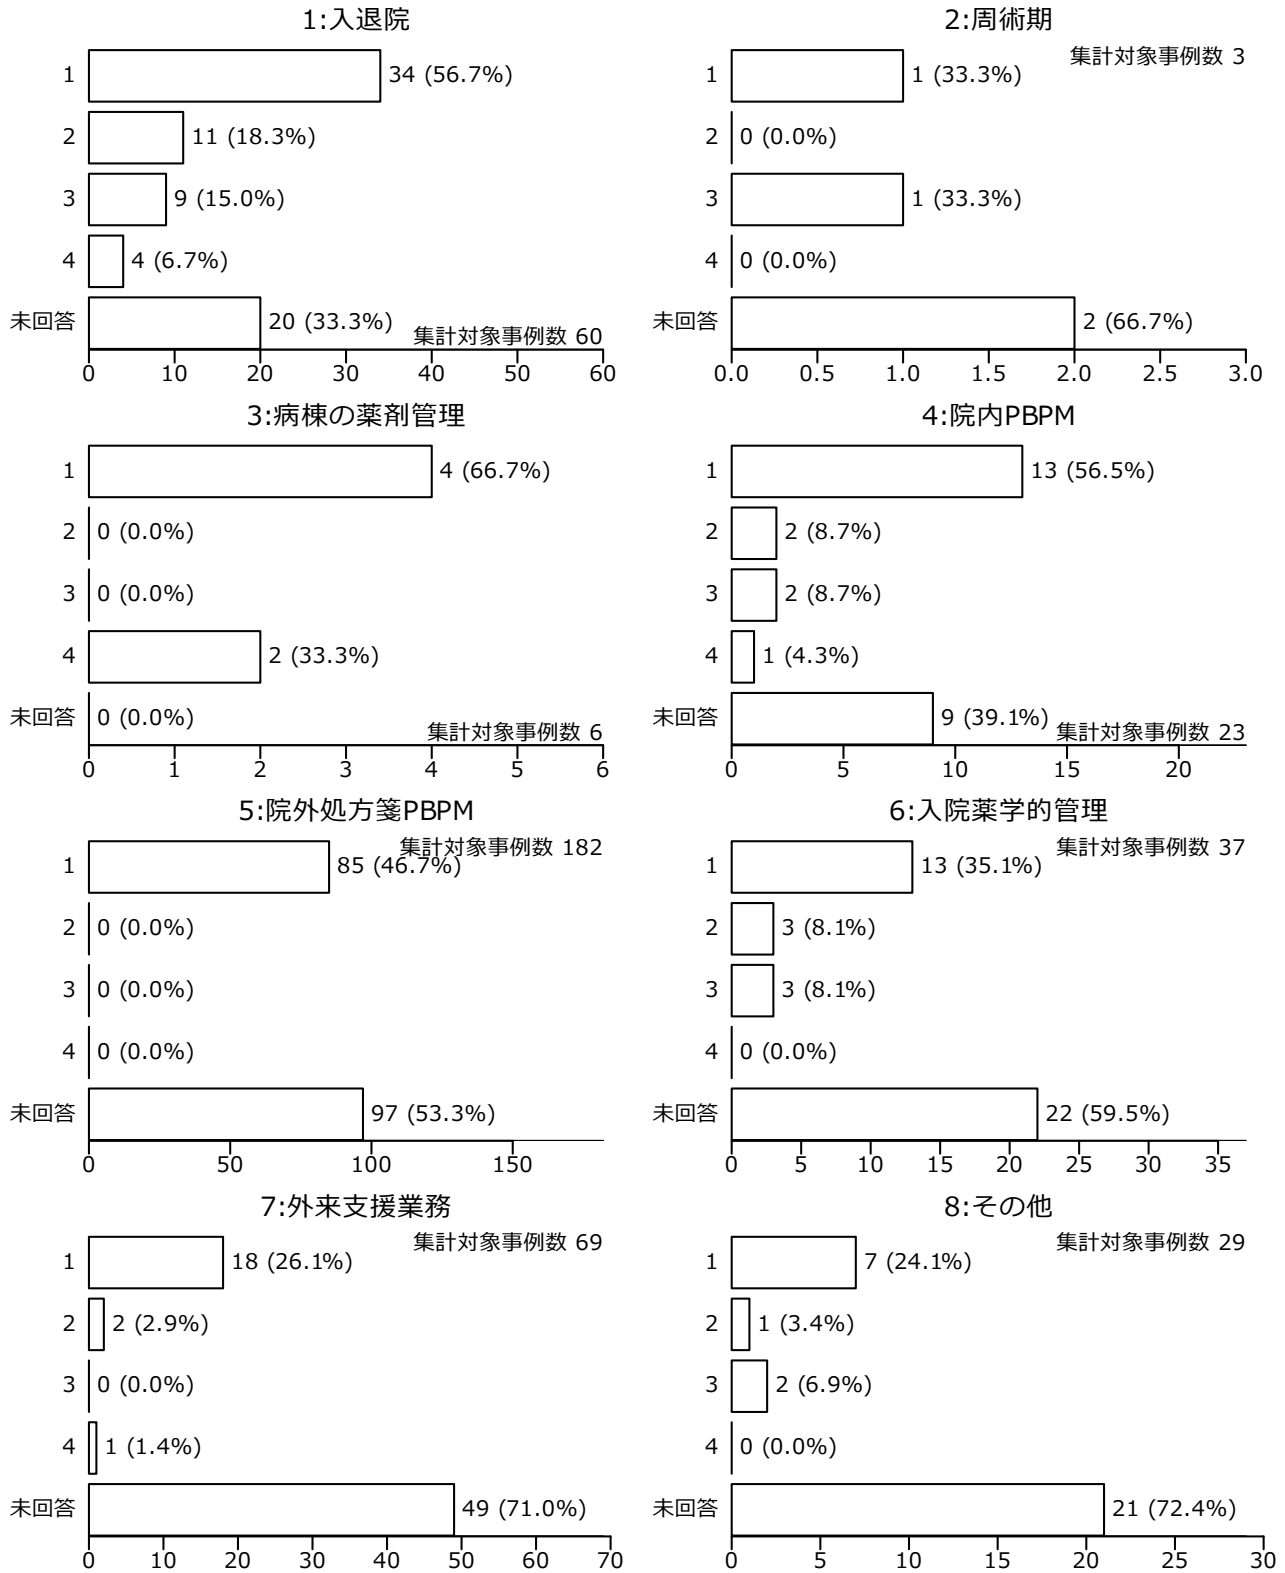 1:入退院
1 34 (56.7%)
2 11 (18.3%)
3 9 (15.0%)
4 4 (6.7%)
未回答 20 (33.3%)
集計対象事例数 60
0 10 20 30 40 50 60
2:周術期
集計対象事例数 3
1 1 (33.3%)
2 0 (0.0%)
3 1 (33.3%)
4 0 (0.0%)
未回答 2 (66.7%)
0.0 0.5 1.0 1.5 2.0 2.5 3.0
3:病棟の薬剤管理
1 4 (66.7%)
2 0 (0.0%)
3 0 (0.0%)
4 2 (33.3%)
未回答 0 (0.0%)
集計対象事例数 6
0 1 2 3 4 5 6
4:院内PBPM
1 13 (56.5%)
2 2 (8.7%)
3 2 (8.7%)
4 1 (4.3%)
未回答 9 (39.1%)
集計対象事例数 23
0 5 10 15 20
5:院外処方箋PBPM
集計対象事例数 182
1 85 (46.7%)
2 0 (0.0%)
3 0 (0.0%)
4 0 (0.0%)
未回答 97 (53.3%)
0 50 100 150
6:入院薬学的管理
集計対象事例数 37
1 13 (35.1%)
2 3 (8.1%)
3 3 (8.1%)
4 0 (0.0%)
未回答 22 (59.5%)
0 5 10 15 20 25 30 35
7:外来支援業務
集計対象事例数 69
1 18 (26.1%)
2 2 (2.9%)
3 0 (0.0%)
4 1 (1.4%)
未回答 49 (71.0%)
0 10 20 30 40 50 60 70
8:その他
集計対象事例数 29
1 7 (24.1%)
2 1 (3.4%)
3 2 (6.9%)
4 0 (0.0%)
未回答 21 (72.4%)
0 5 10 15 20 25 30